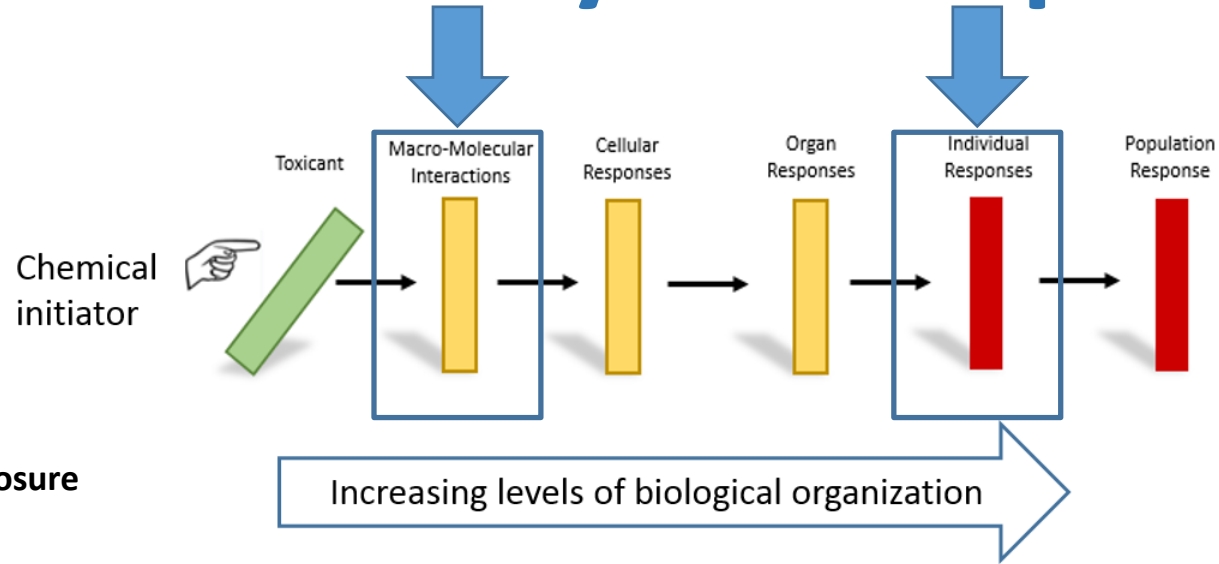 Toxicant
Macro-Molecular
Interactions
Cellular
Responses
Organ
Responses
Individual
Responses
Population
Response
Chemical
initiator
osure
Increasing levels of biological organization